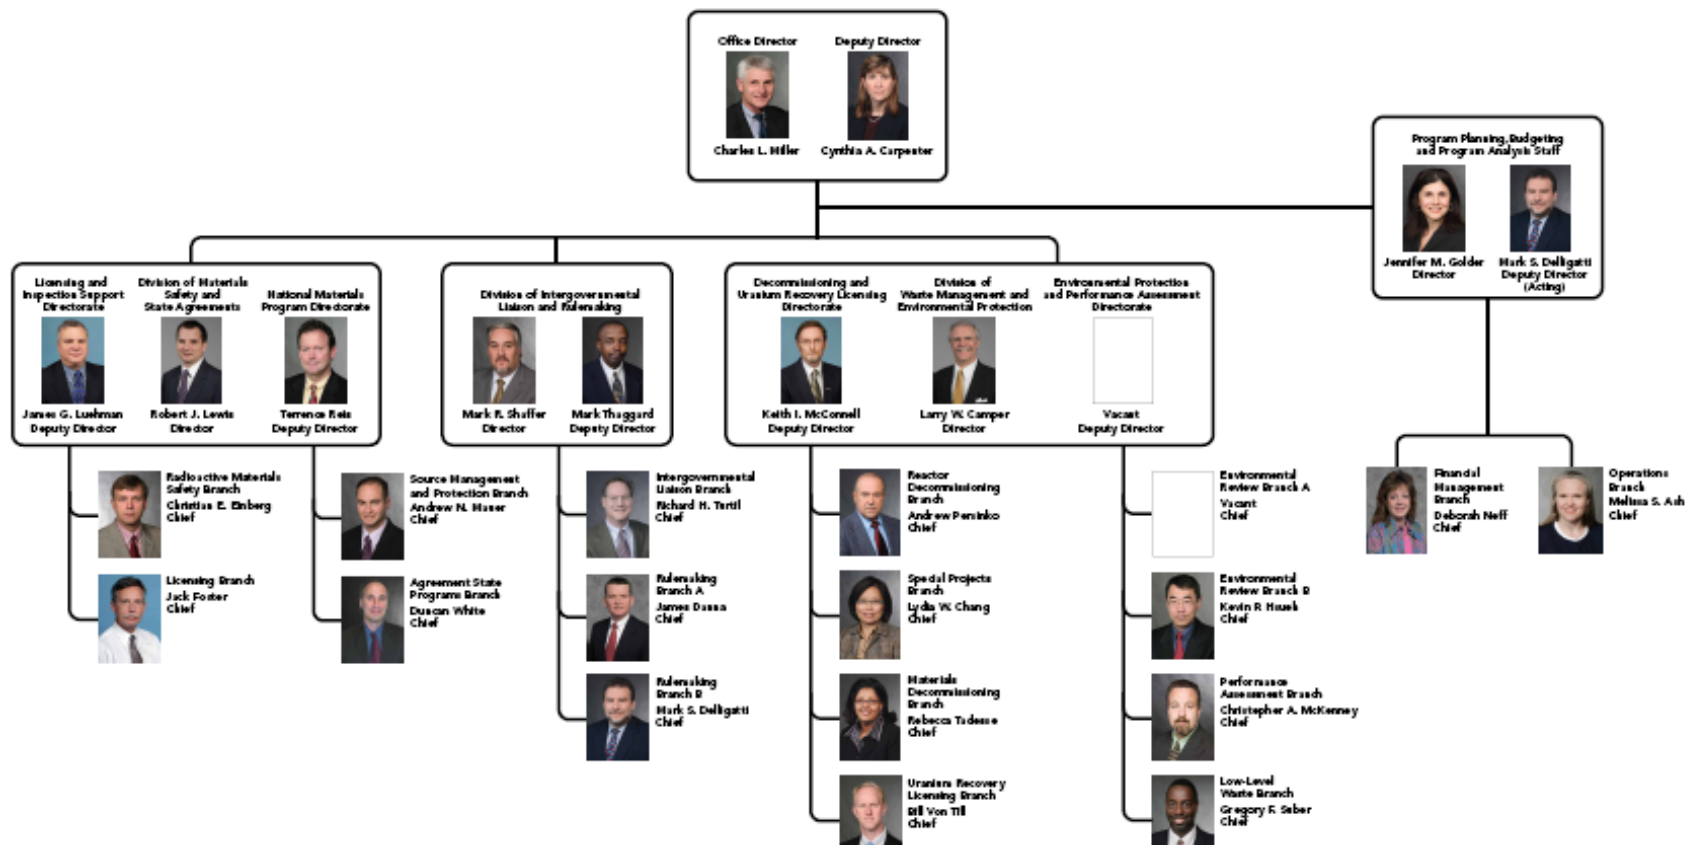 Office Director
Charles L. Miller
Deputy Director
Cynthia A. Carpenter
Program Planning, Budgeting
and Program Analysis Staff
Jennifer M. Golder
Director
Mark S. Delligatti
Deputy Director
(Acting)
Licensing and
Inspection Support
Directorate
James G. Luehman
Deputy Director
Division of Materials
Safety and
State Agreements
Robert J. Lewis
Director
National Materials
Program Directorate
Terrence Reis
Deputy Director
Division of Intergovernmental
Liaison and Rulemaking
Mark R. Shaffer
Director
Mark Thaggard
Deputy Director
Decommissioning and
Uranium Recovery Licensing
Directorate
Keith I. McConnell
Deputy Director
Division of
Waste Management and
Environmental Protection
Larry W. Camper
Director
Environmental Protection
and Performance Assessment
Directorate
Vacant
Deputy Director
Radioactive Materials
Safety Branch
Christian E. Einberg
Chief
Licensing Branch
Jack Foster
Chief
Source Management
and Protection Branch
Andrew N.
Chief
Agreement State
Programs Branch
Duncan White
Chief
Intergovernmental
Liaison Branch
Richard H. Turtil
Chief
Rulemaking
Branch A
James Danna
Chief
Rulemaking
Branch B
Mark S. Delligatti
Chief
Reactor
Decommissioning
Branch
Andrew Persinko
Chief
Special Projects
Branch
Lydia W. Chang
Chief
Materials
Decommissioning
Branch
Rebecca Tadesse
Chief
Uranium Recovery
Licensing Branch
Bill Von Till
Chief
Environmental
Review Branch A
Vacant
Chief
Environmental
Review Branch B
Kevin P. Hsueh
Chief
Performance
Assessment Branch
Christopher A. McKenney
Chief
Low-Level
Waste Branch
Gregory F. Suber
Chief
Financial
Management
Branch
Deborah Neff
Chief
Operations
Branch
Melissa S. Ash
Chief